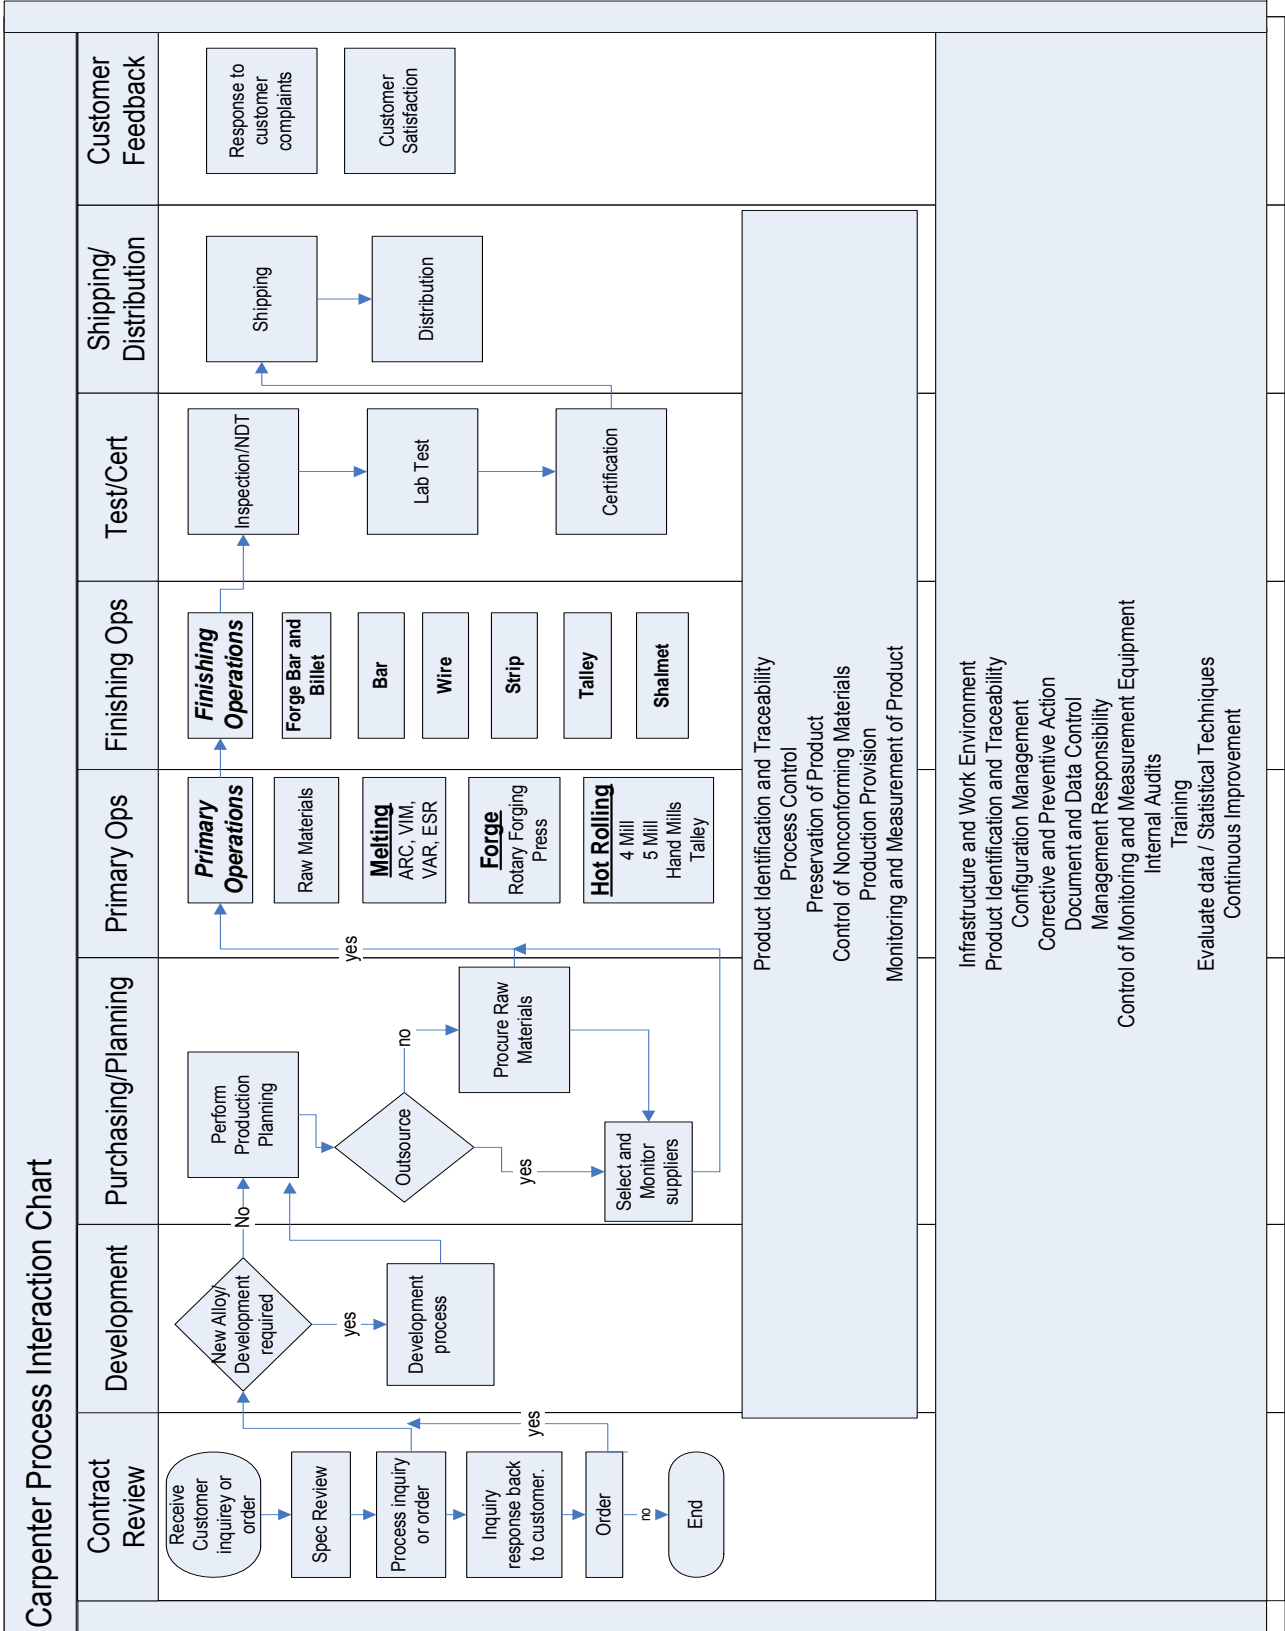 Carpenter Process Interaction Chart
Contract
Review
Development
Purchasing/Planning
Primary Ops
Finishing Ops
Test/Cert
Shipping/
Distribution
Customer
Feedback
Receive
Customer
inquirey or
order
Spec Review
Process inquiry
or order
Inquiry
response back
to customer.
Order
yes
no
End
New Alloy/
Development
required
No
yes
Development
process
Perform
Production
Planning
Outsource
no
yes
Procure Raw
Materials
Select and
Monitor
suppliers
yes
Primary
Operations
Raw Materials
Melting
ARC, VIM,
VAR, ESR
Forge
Rotary Forging
Press
Hot Rolling
4 Mill
5 Mill
Hand Mills
Talley
Finishing
Operations
Forge Bar and
Billet
Bar
Wire
Strip
Talley
Shalmet
Inspection/NDT
Lab Test
Certification
Shipping
Distribution
Response to
customer
complaints
Customer
Satisfaction
Product Identification and Traceability
Process Control
Preservation of Product
Control of Nonconforming Materials
Production Provision
Monitoring and Measurement of Product
Infrastructure and Work Environment
Product Identification and Traceability
Configuration Management
Corrective and Preventive Action
Document and Data Control
Management Responsibility
Control of Monitoring and Measurement Equipment
Internal Audits
Training
Evaluate data / Statistical Techniques
Continuous Improvement